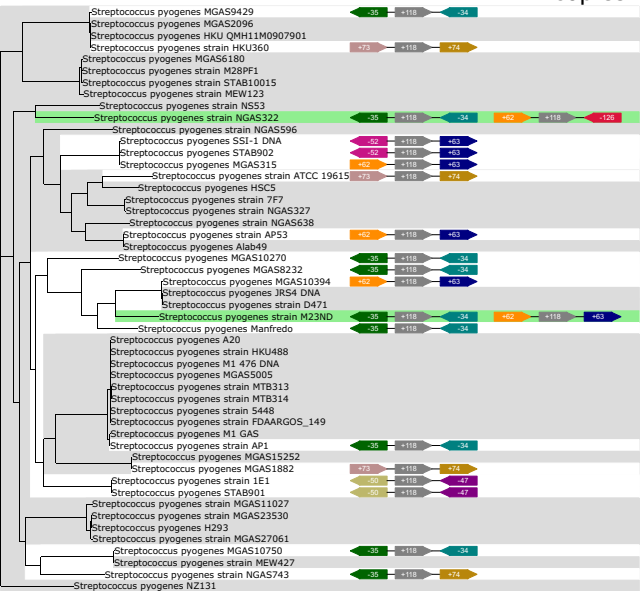 Streptococcus pyogenes MGAS9429 -35 +118 -34
Streptococcus pyogenes MGAS2096
Streptococcus pyogenes HKU QMH11M0907901
Streptococcus pyogenes strain HKU360 +73 +118 +74
Streptococcus pyogenes MGAS6180
Streptococcus pyogenes strain M28PF1
Streptococcus pyogenes STAB10015
Streptococcus pyogenes MEW123
Streptococcus pyogenes strain NS53
Streptococcus pyogenes strain NGAS322 -35 +118 -34 +62 +118 -126
Streptococcus pyogenes strain NGAS596
Streptococcus pyogenes SSI-1 DNA -52 +118 +63
Streptococcus pyogenes STAB902 -52 +118 +63
Streptococcus pyogenes MGAS315 +62 +118 +63
Streptococcus pyogenes strain ATCC 19615 +73 +118 +74
Streptococcus pyogenes HSC5
Streptococcus pyogenes strain 7F7
Streptococcus pyogenes strain NGAS327
Streptococcus pyogenes strain NGAS638
Streptococcus pyogenes strain AP53 +62 +118 +63
Streptococcus pyogenes Alab49
Streptococcus pyogenes MGAS10270 -35 +118 -34
Streptococcus pyogenes MGAS8232 -35 +118 -34
Streptococcus pyogenes MGAS10394 +62 +118 +63
Streptococcus pyogenes JRS4 DNA
Streptococcus pyogenes strain D471
Streptococcus pyogenes strain M23ND -35 +118 -34 +62 +118 +63
Streptococcus pyogenes Manfredo -35 +118 -34
Streptococcus pyogenes A20
Streptococcus pyogenes strain HKU488
Streptococcus pyogenes M1 476 DNA
Streptococcus pyogenes MGAS5005
Streptococcus pyogenes strain MTB313
Streptococcus pyogenes strain MTB314
Streptococcus pyogenes strain 5448
Streptococcus pyogenes strain FDAARGOS_149
Streptococcus pyogenes M1 GAS
Streptococcus pyogenes strain AP1 -35 +118 -34
Streptococcus pyogenes MGAS15252
Streptococcus pyogenes MGAS1882 +73 +118 +74
Streptococcus pyogenes strain 1E1 -50 +118 -47
Streptococcus pyogenes STAB901 -50 +118 -47
Streptococcus pyogenes MGAS11027
Streptococcus pyogenes MGAS23530
Streptococcus pyogenes H293
Streptococcus pyogenes MGAS27061
Streptococcus pyogenes MGAS10750 -35 +118 -34
Streptococcus pyogenes strain MEW427
Streptococcus pyogenes strain NGAS743 -35 +118 +74
Streptococcus pyogenes NZ131